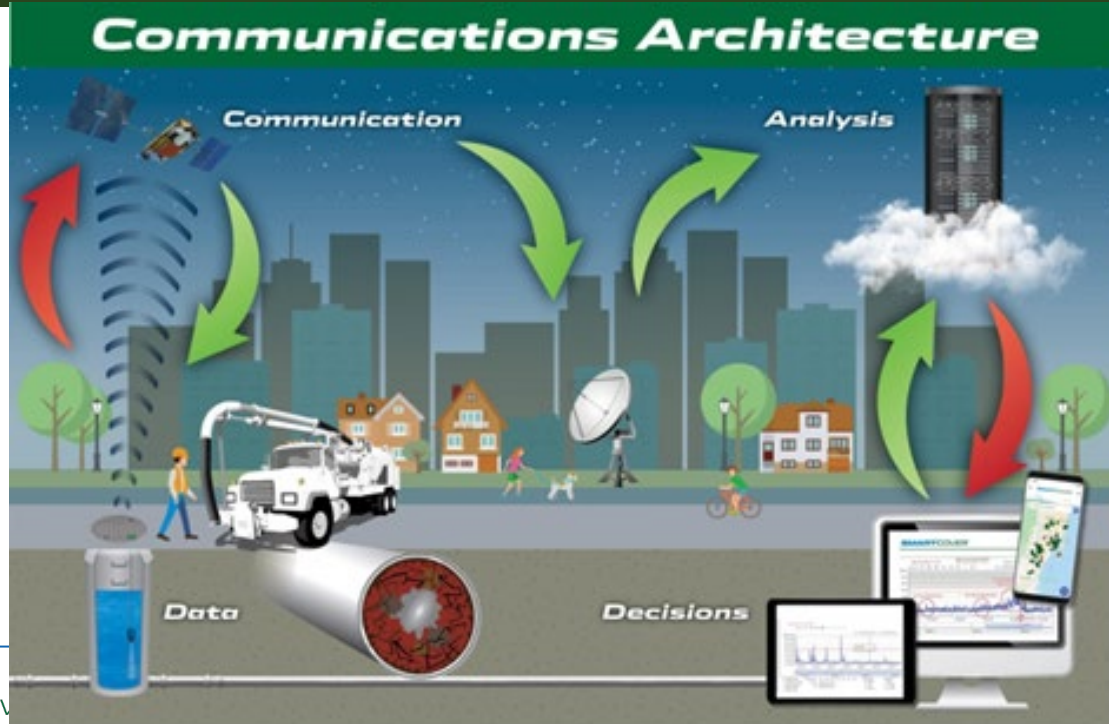 Communications Architecture
Communication
Analysis
Data
Decisions
SMARTCOVER